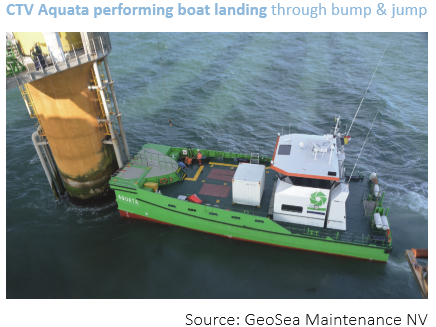 CTV Aquata performing boat landing through bump & jump
AQUATA
Source: GeoSea Maintenance NV